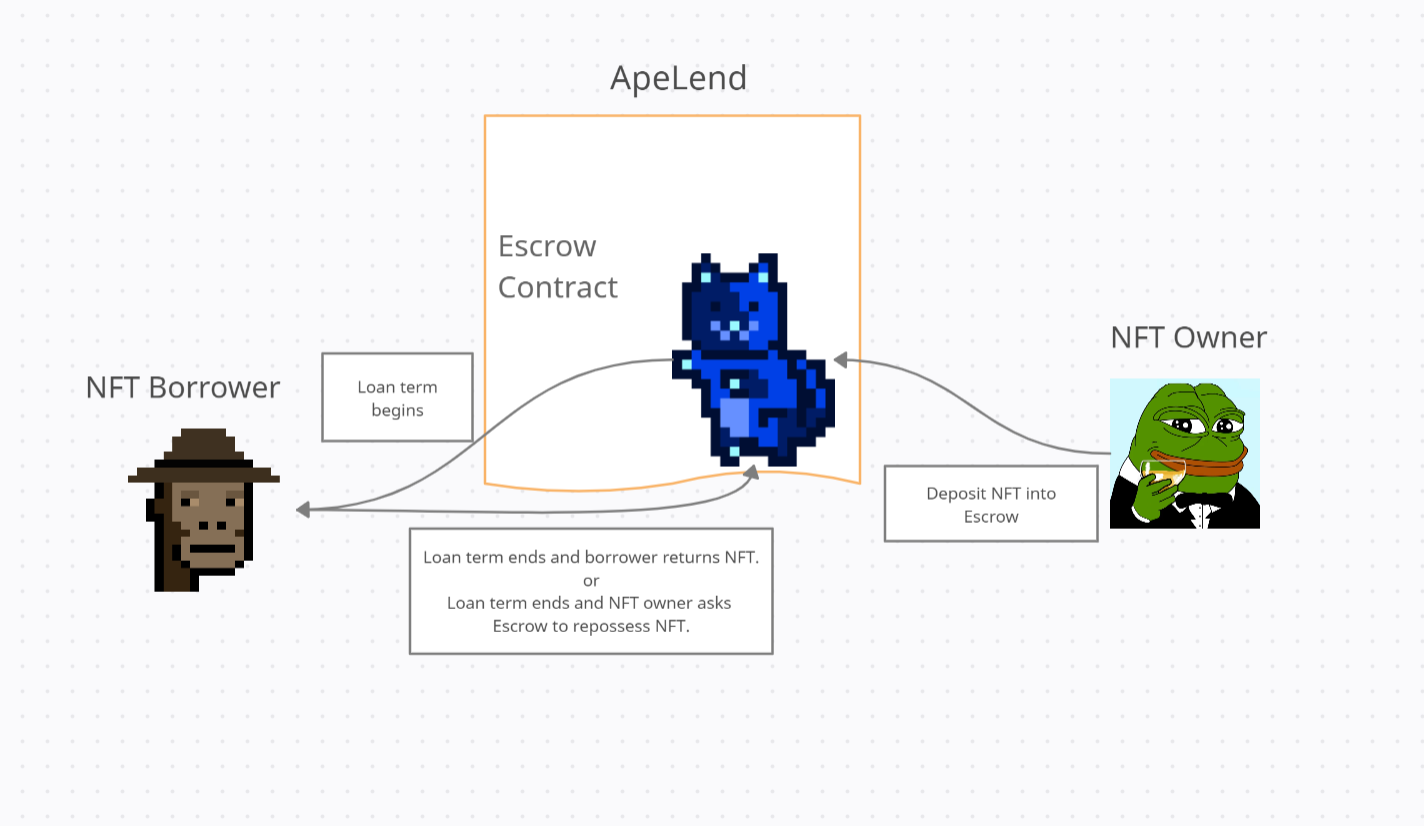 ApeLend
Escrow
Contract
NFT Owner
NFT Borrower
Loan term
begins
Deposit NFT into
Escrow
Loan term ends and borrower returns NFT.
or
Loan term ends and NFT owner asks
Escrow to repossess NFT.